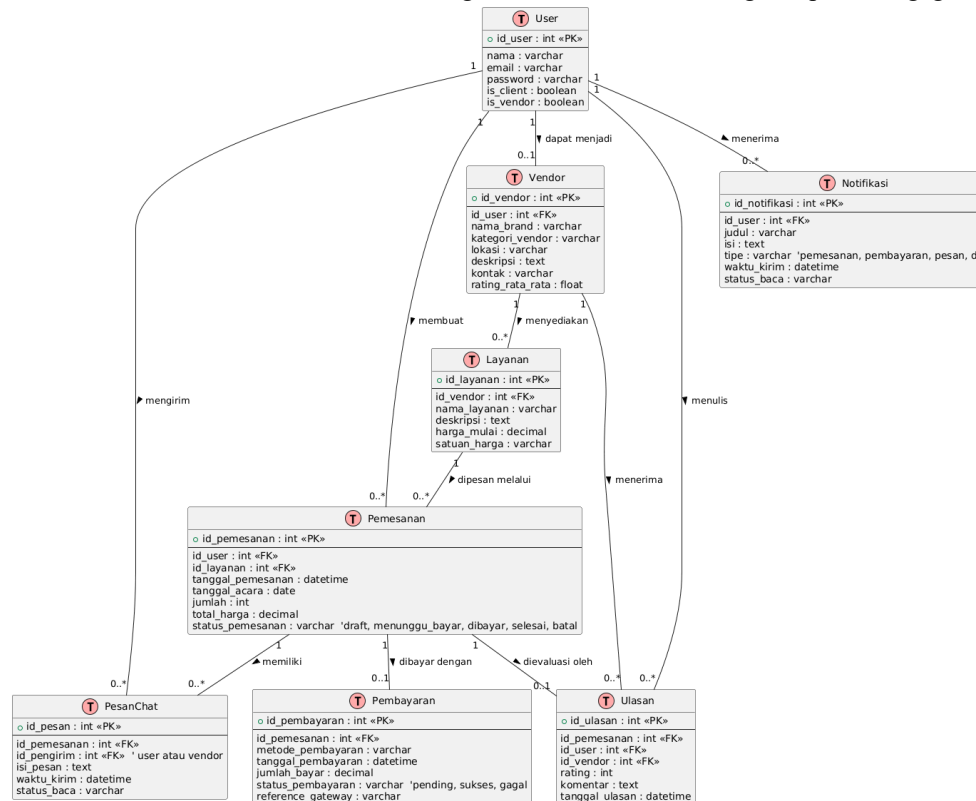 T User
id_user : int «PK»
nama : varchar
email : varchar
password : varchar
is_client : boolean
is_vendor : boolean
1
1
1
1
1
dapat menjadi
menerima
0..1
0..*
T Vendor
id_vendor : int «PK»
id_user : int «FK»
nama_brand : varchar
kategori_vendor : varchar
lokasi : varchar
deskripsi : text
kontak : varchar
rating_rata_rata : float
T Notifikasi
id_notifikasi : int «PK»
id_user : int «FK»
judul : varchar
isi : text
tipe : varchar 'pemesanan, pembayaran, pesan, d
waktu_kirim : datetime
status_baca : varchar
1
1
membuat
menyediakan
0..*
T Layanan
id_layanan : int «PK»
id_vendor : int «FK»
nama_layanan : varchar
deskripsi : text
harga_mulai : decimal
satuan_harga : varchar
mengirim
menulis
1
dipesan melalui
menerima
0..*
0..*
T Pemesanan
id_pemesanan : int «PK»
id_user : int «FK»
id_layanan : int «FK»
tanggal_pemesanan : datetime
tanggal_acara : date
jumlah : int
total_harga : decimal
status_pemesanan : varchar 'draft, menunggu_bayar, dibayar, selesai, batal
1
1
1
memiliki
dibayar dengan
dievaluasi oleh
0..*
0..*
0..1
0..1
0..*
0..*
T PesanChat
id_pesan : int «PK»
id_pemesanan : int «FK»
id_pengirim : int «FK» ' user atau vendor
isi_pesan : text
waktu_kirim : datetime
status_baca : varchar
T Pembayaran
id_pembayaran : int «PK»
id_pemesanan : int «FK»
metode_pembayaran : varchar
tanggal_pembayaran : datetime
jumlah_bayar : decimal
status_pembayaran : varchar 'pending, sukses, gagal
reference_gateway : varchar
T Ulasan
id_ulasan : int «PK»
id_pemesanan : int «FK»
id_user : int «FK»
id_vendor : int «FK»
rating : int
komentar : text
tanggal_ulasan : datetime